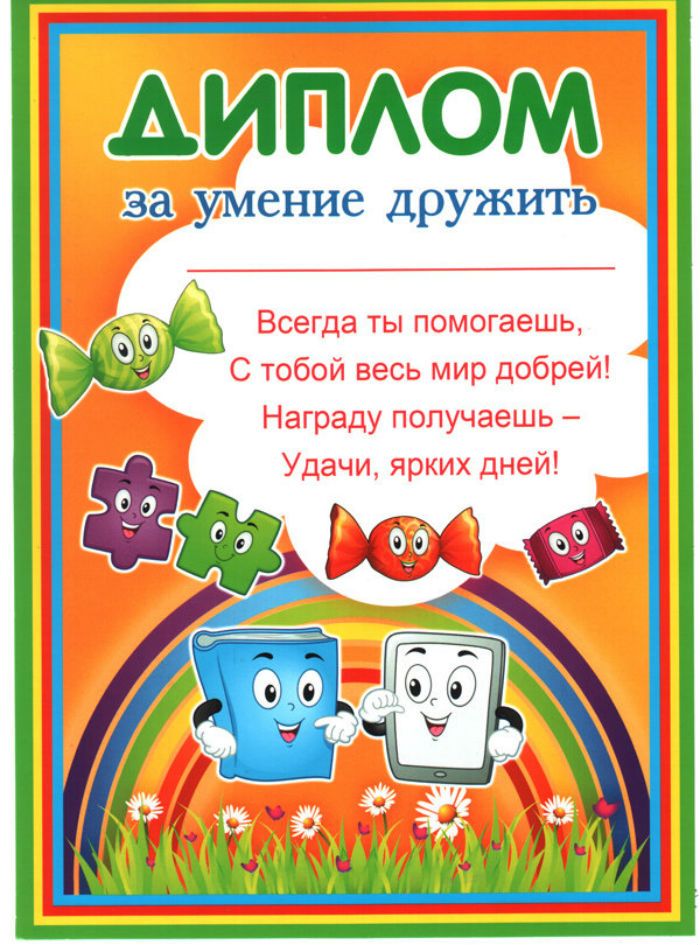 ДИПЛОМ
за умение дружить
Всегда ты помогаешь,
С тобой весь мир добрей!
Награду получаешь –
Удачи, ярких дней!